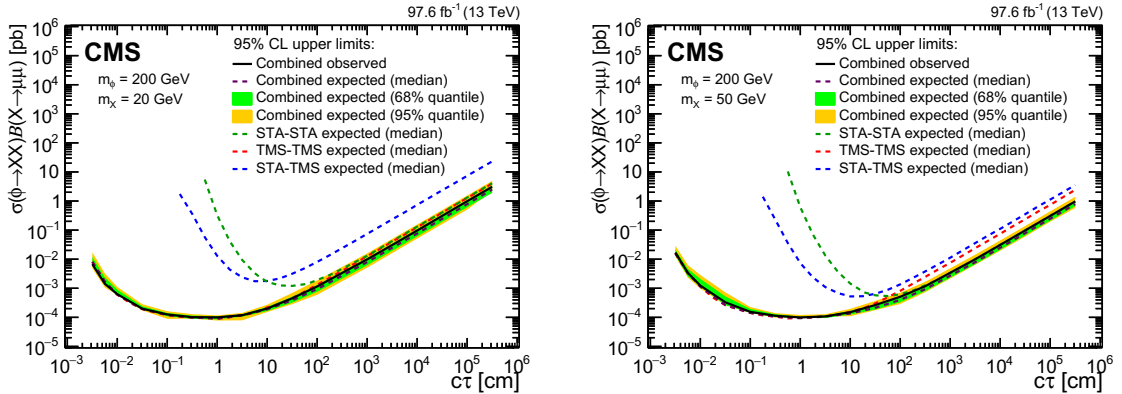 97.6 fb⁻¹ (13 TeV)
CMS
95% CL upper limits:
Combined observed
Combined expected (median)
Combined expected (68% quantile)
Combined expected (95% quantile)
STA-STA expected (median)
TMS-TMS expected (median)
STA-TMS expected (median)
m_ϕ = 200 GeV
m_X = 20 GeV
σ(ϕ→XX)B(X→μμ) [pb]
10⁶
10⁵
10⁴
10³
10²
10
1
10⁻¹
10⁻²
10⁻³
10⁻⁴
10⁻⁵
10⁻³ 10⁻² 10⁻¹ 1 10 10² 10³ 10⁴ 10⁵ 10⁶
cτ [cm]
97.6 fb⁻¹ (13 TeV)
CMS
95% CL upper limits:
Combined observed
Combined expected (median)
Combined expected (68% quantile)
Combined expected (95% quantile)
STA-STA expected (median)
TMS-TMS expected (median)
STA-TMS expected (median)
m_ϕ = 200 GeV
m_X = 50 GeV
σ(ϕ→XX)B(X→μμ) [pb]
10⁶
10⁵
10⁴
10³
10²
10
1
10⁻¹
10⁻²
10⁻³
10⁻⁴
10⁻⁵
10⁻³ 10⁻² 10⁻¹ 1 10 10² 10³ 10⁴ 10⁵ 10⁶
cτ [cm]